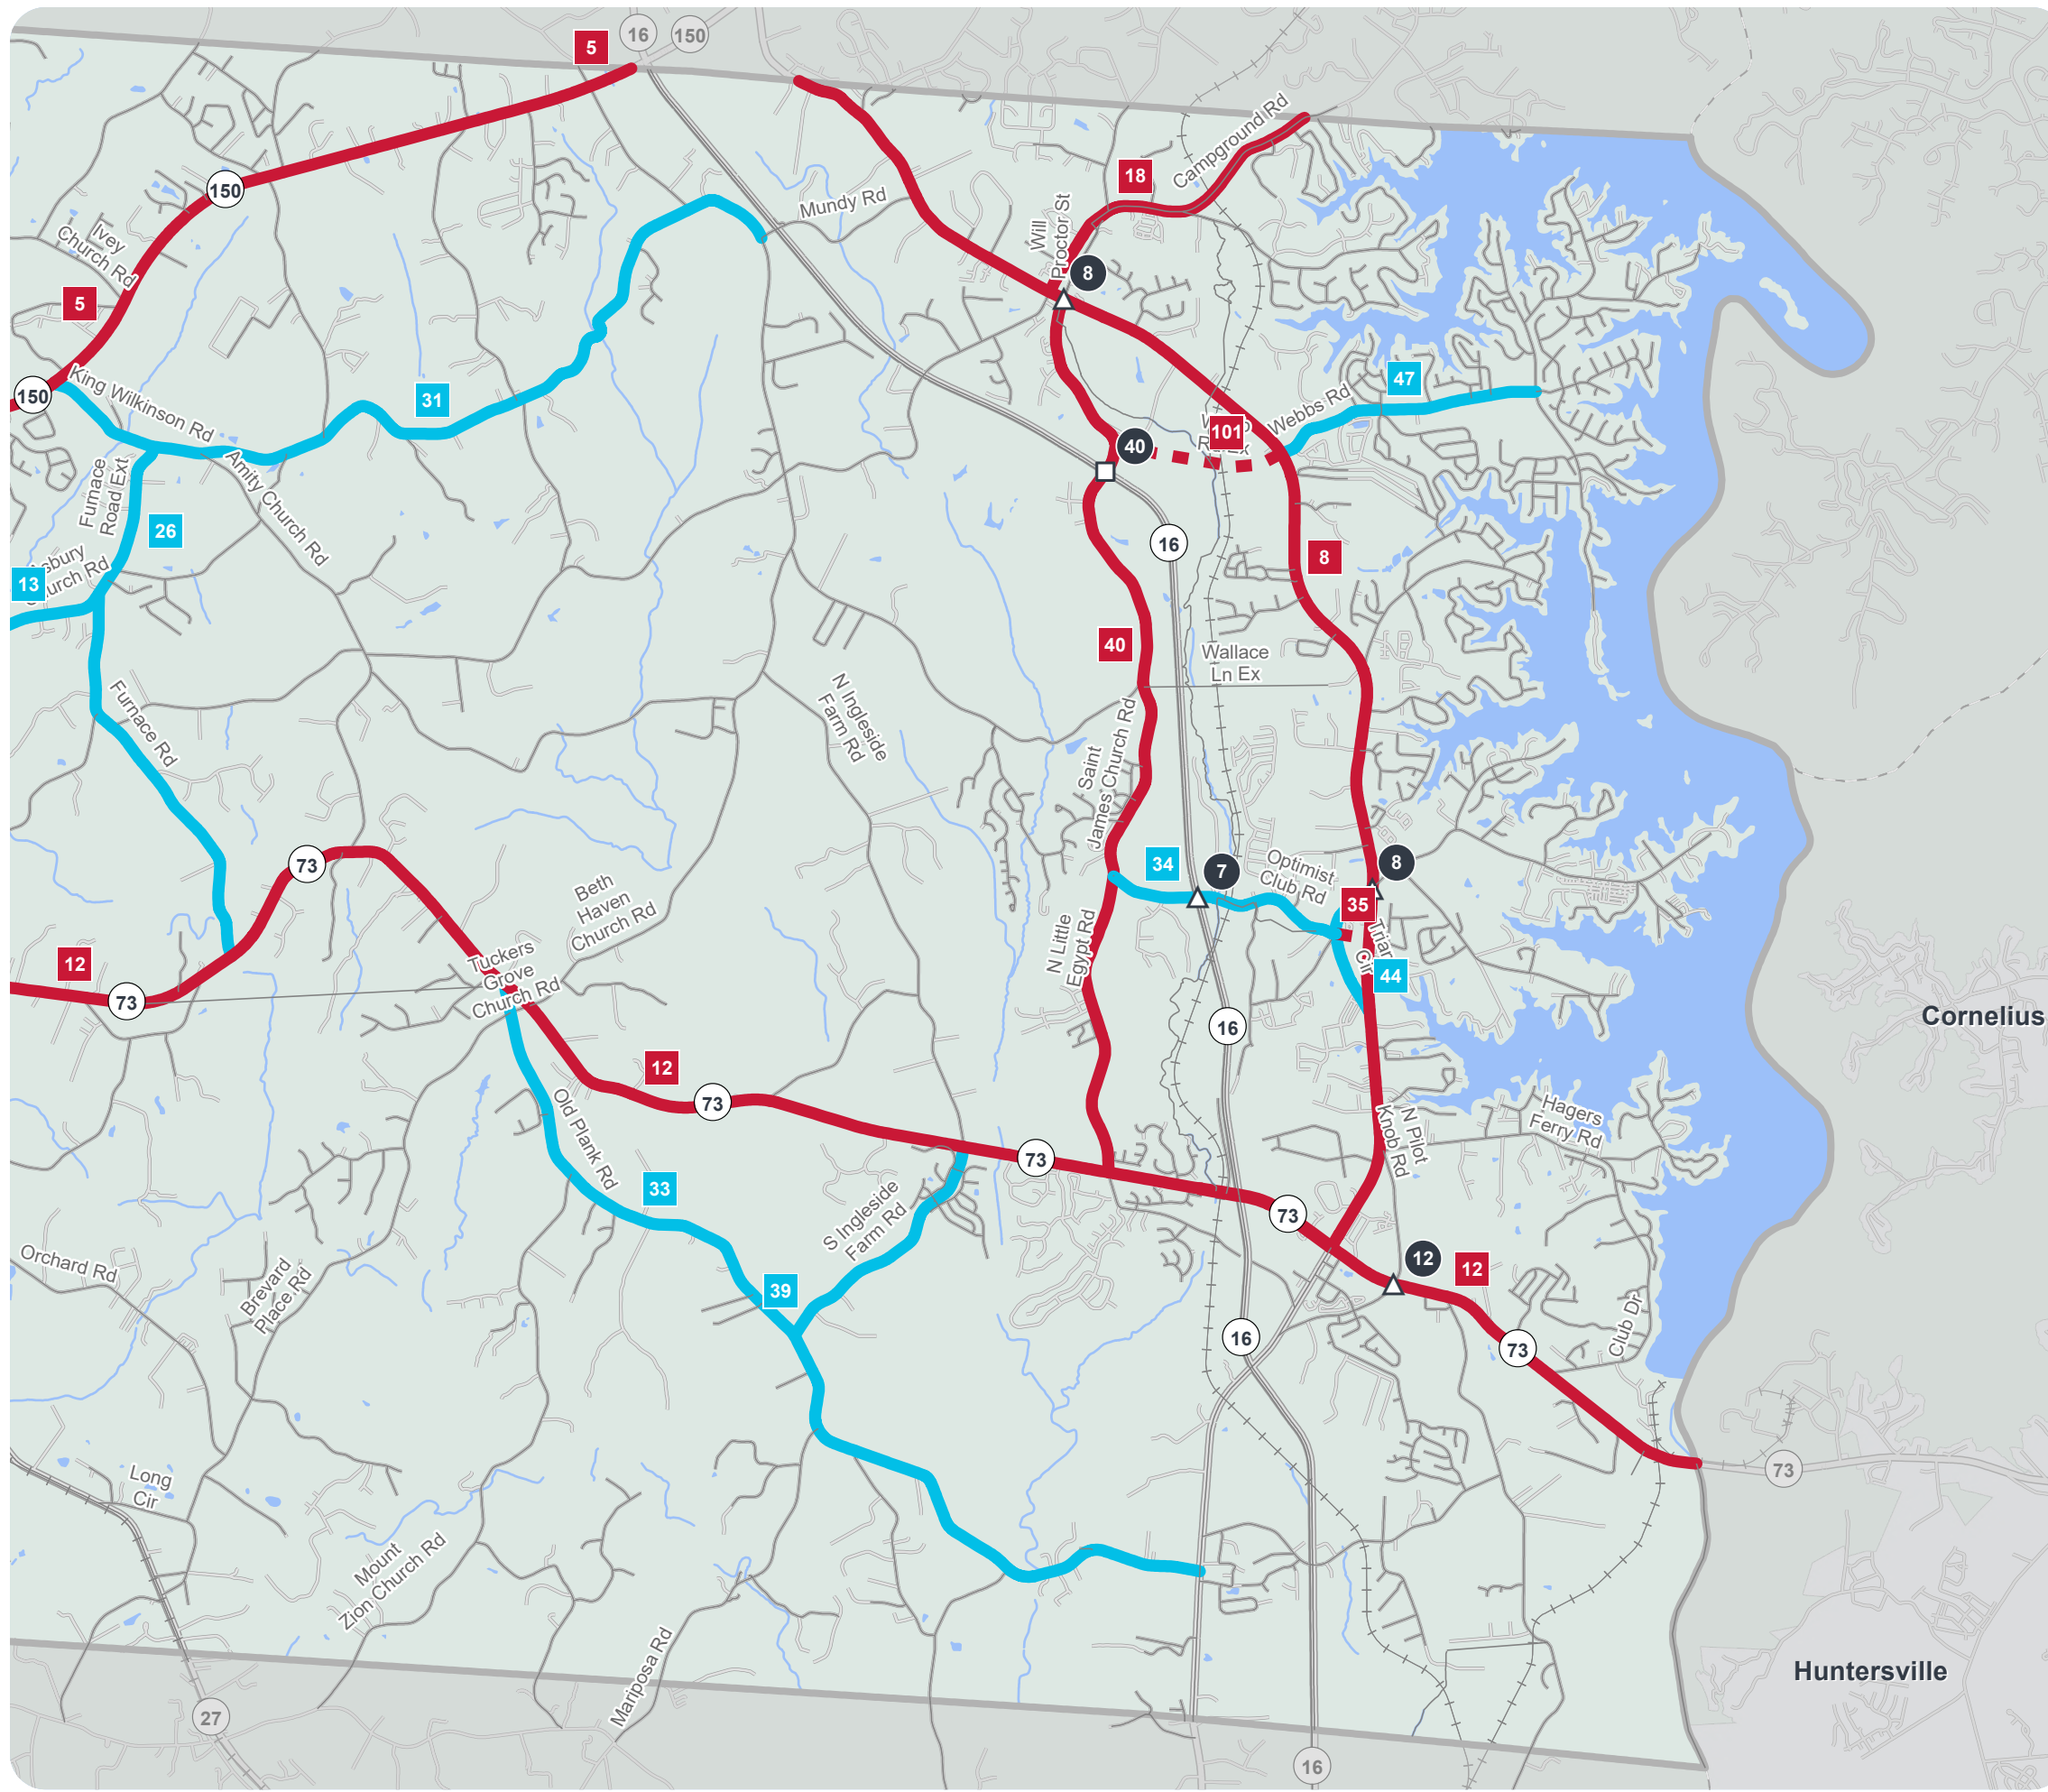 5
16
150
Campgound Rd
18
150
Mundy Rd
Will
Proctor St
Ivey
Church Rd
8
5
47
150
King Wilkinson Rd
31
Webbs Rd
101
40
Amity Church Rd
Furnace
Road Ext
26
16
8
Church Rd
13
40
Wallace
Ln Ex
N Ingleside
Farm Rd
Furnace Rd
Saint
James Church Rd
73
34
7
Optimist
Club Rd
8
Beth
Haven
Church Rd
35
N Little
Egypt Rd
Tuckers
Grove
Church Rd
12
Cir
44
73
16
Cornelius
12
73
Old Plank Rd
N Pilot
Knob Rd
Hagers
Ferry Rd
73
33
S Ingleside
Farm Rd
73
Orchard Rd
Brevard
Place Rd
39
12
12
Club Dr
16
73
Long
Cir
73
Mount
Zion Church Rd
Mariposa Rd
Huntersville
27
16